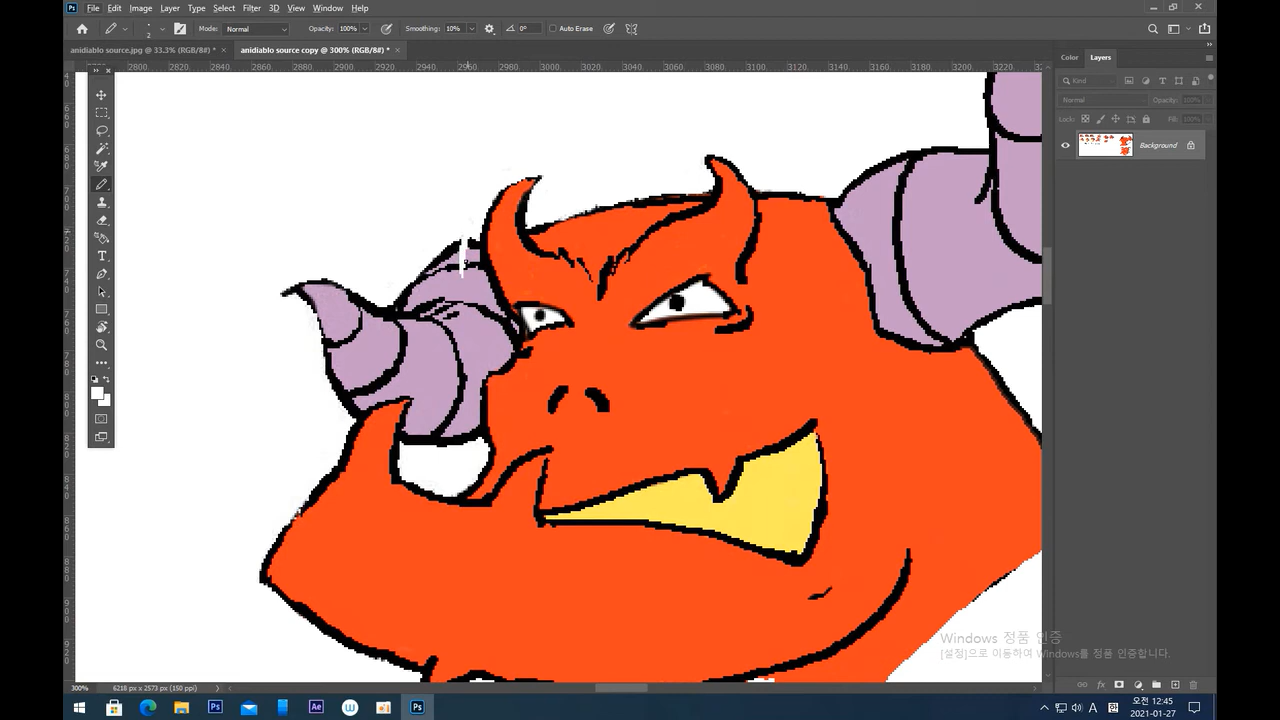 File Edit Image Layer Type Select Filter 3D View Window Help
2 Mode: Normal Opacity: 100% Smoothing: 10% 0° Auto Erase
anidiablo source.jpg @ 33.3% (RGB/8#) * × anidiablo source copy @ 300% (RGB/8#) * ×
2800 2820 2840 2860 2880 2900 2920 2940 2960 2980 3000 3020 3040 3060 3080 3100 3120 3140 3160 3180 3200 3220
Color Layers
Kind
Normal Opacity: 100%
Lock: Fill: 100%
Background
Windows 정품 인증
[설정]으로 이동하여 Windows를 정품 인증합니다.
300% 6218 px x 2573 px (150 ppi)
A 한 오전 12:45
2021-01-27